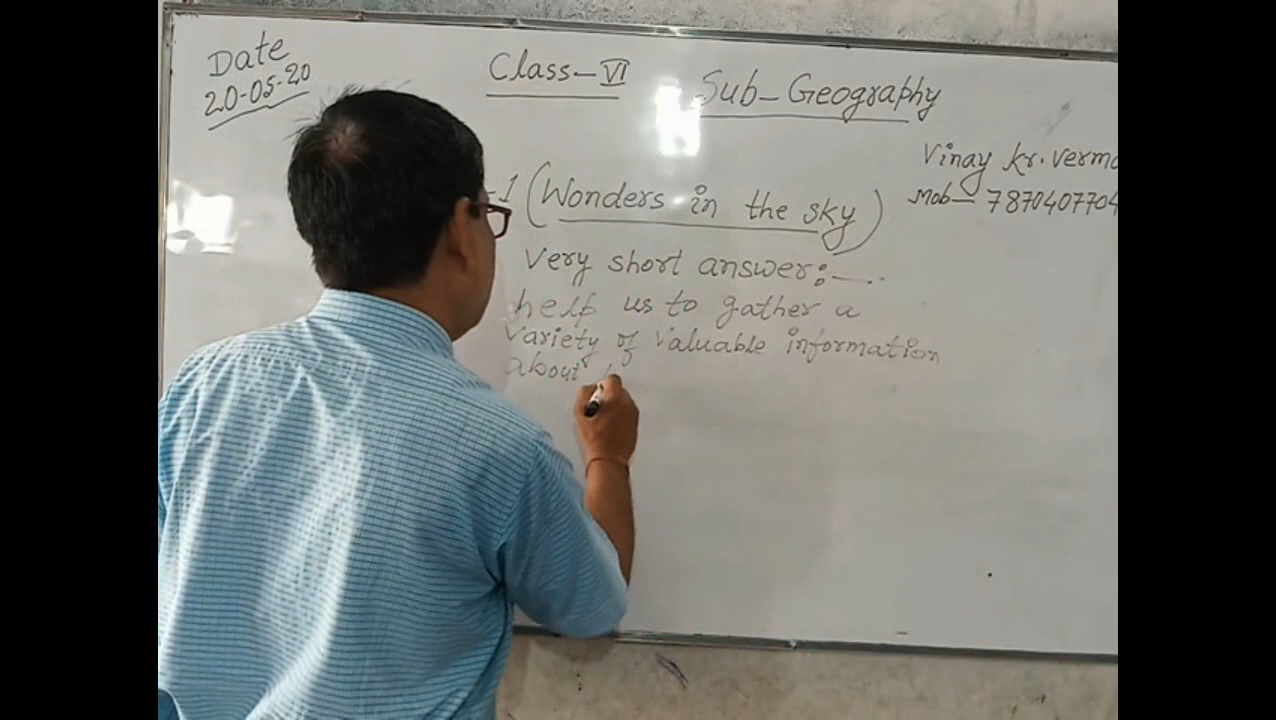 Date
20-05-20
Class-VI
Sub-Geography
Vinay Kr. Verma
Mob- 7870407704
-1 (Wonders in the sky)
Very short answer:-
help us to gather a
variety of valuable information
about